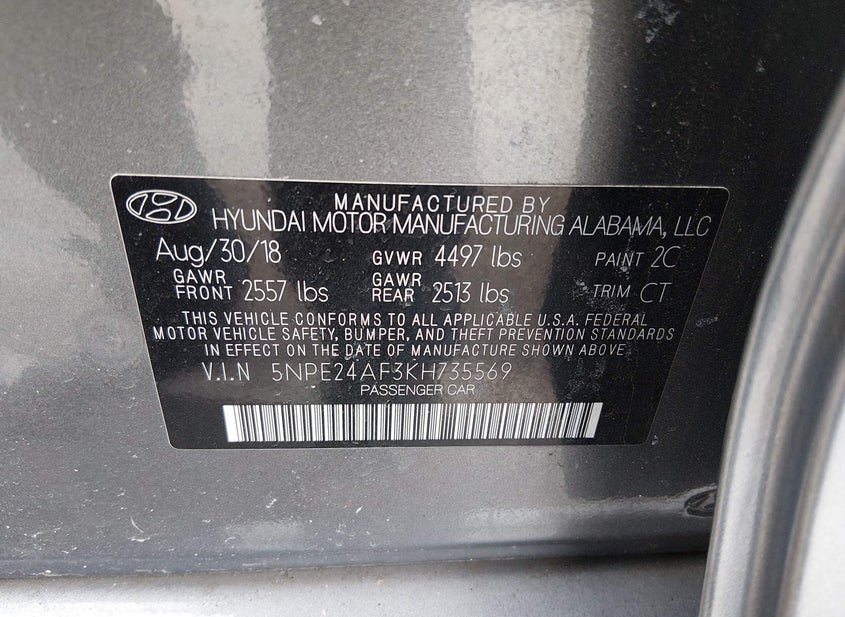 MANUFACTURED BY
HYUNDAI MOTOR MANUFACTURING ALABAMA, LLC
Aug/30/18 GVWR 4497 lbs PAINT 2C
GAWR FRONT 2557 lbs GAWR REAR 2513 lbs TRIM CT
THIS VEHICLE CONFORMS TO ALL APPLICABLE U.S.A. FEDERAL
MOTOR VEHICLE SAFETY, BUMPER, AND THEFT PREVENTION STANDARDS
IN EFFECT ON THE DATE OF MANUFACTURE SHOWN ABOVE.
V.I.N 5NPE24AF3KH735569
PASSENGER CAR